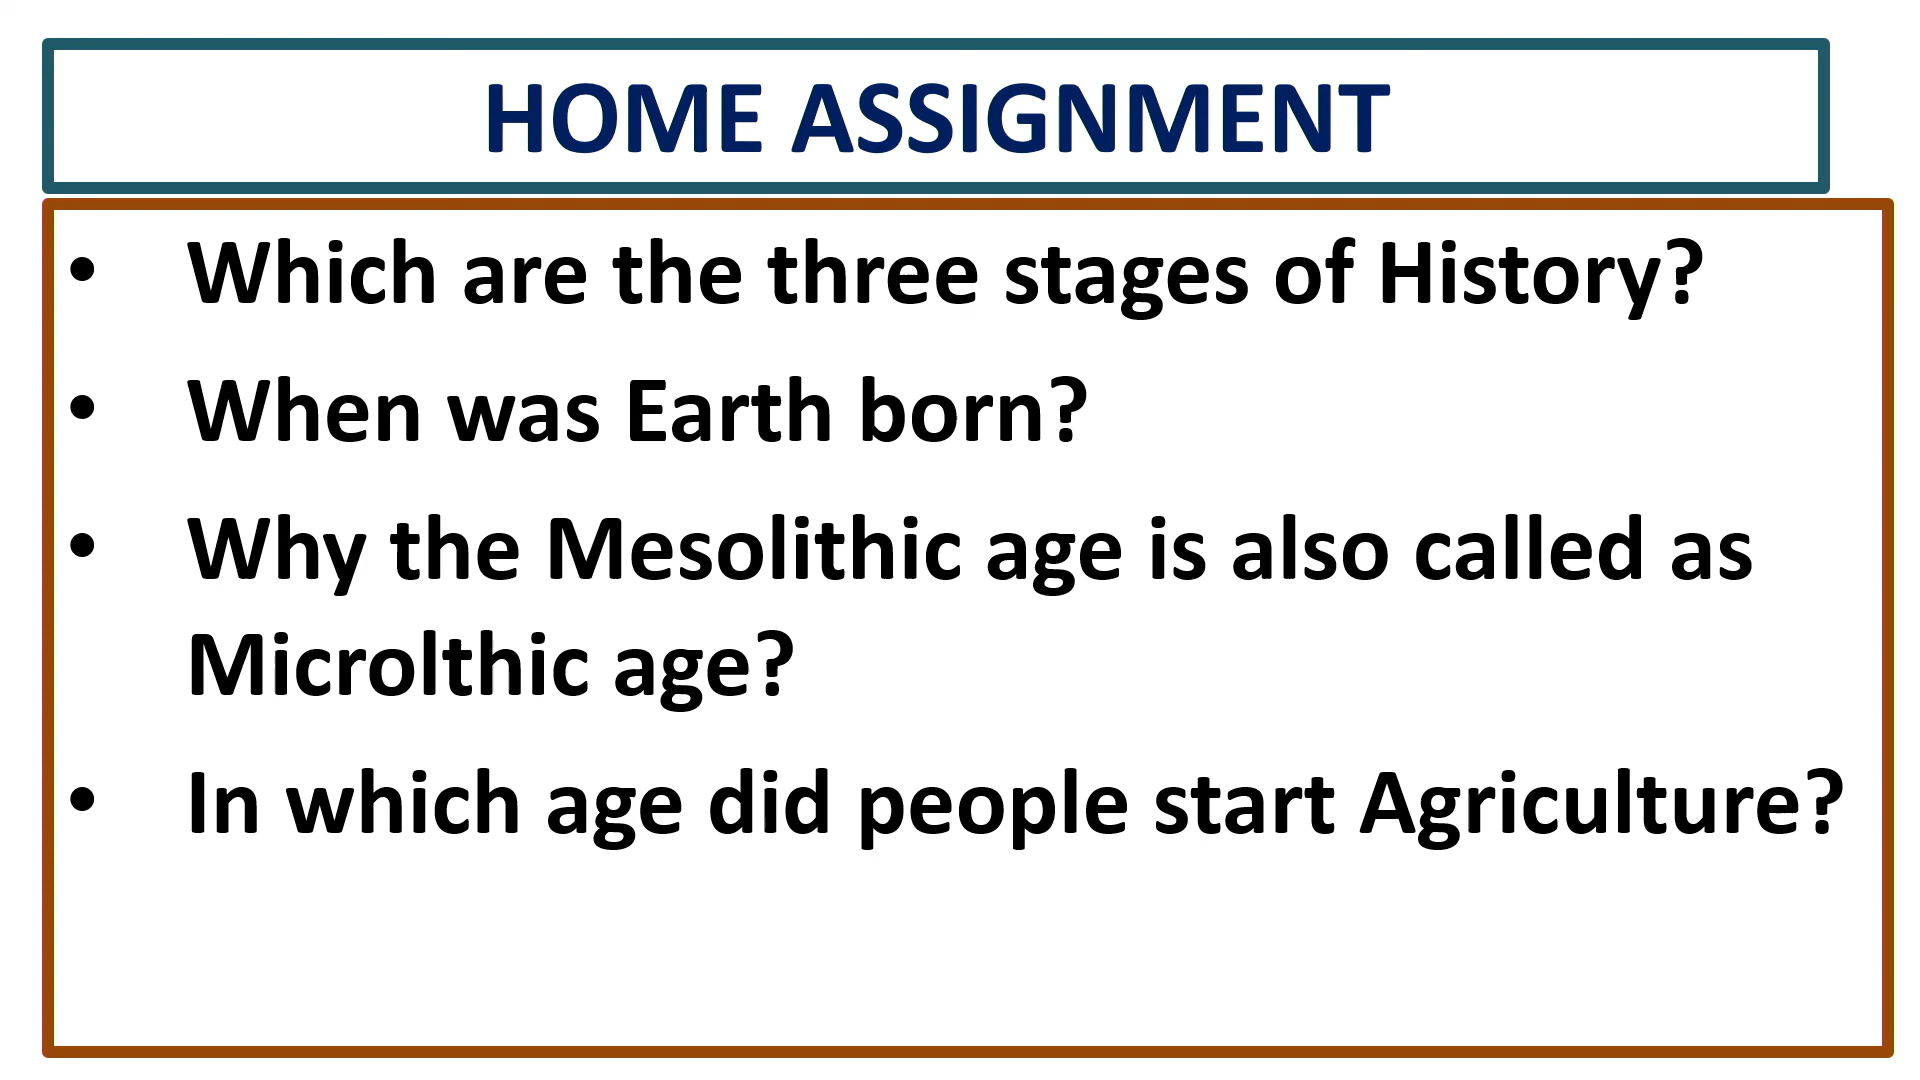 HOME ASSIGNMENT
• Which are the three stages of History?
• When was Earth born?
• Why the Mesolithic age is also called as
Microlthic age?
• In which age did people start Agriculture?